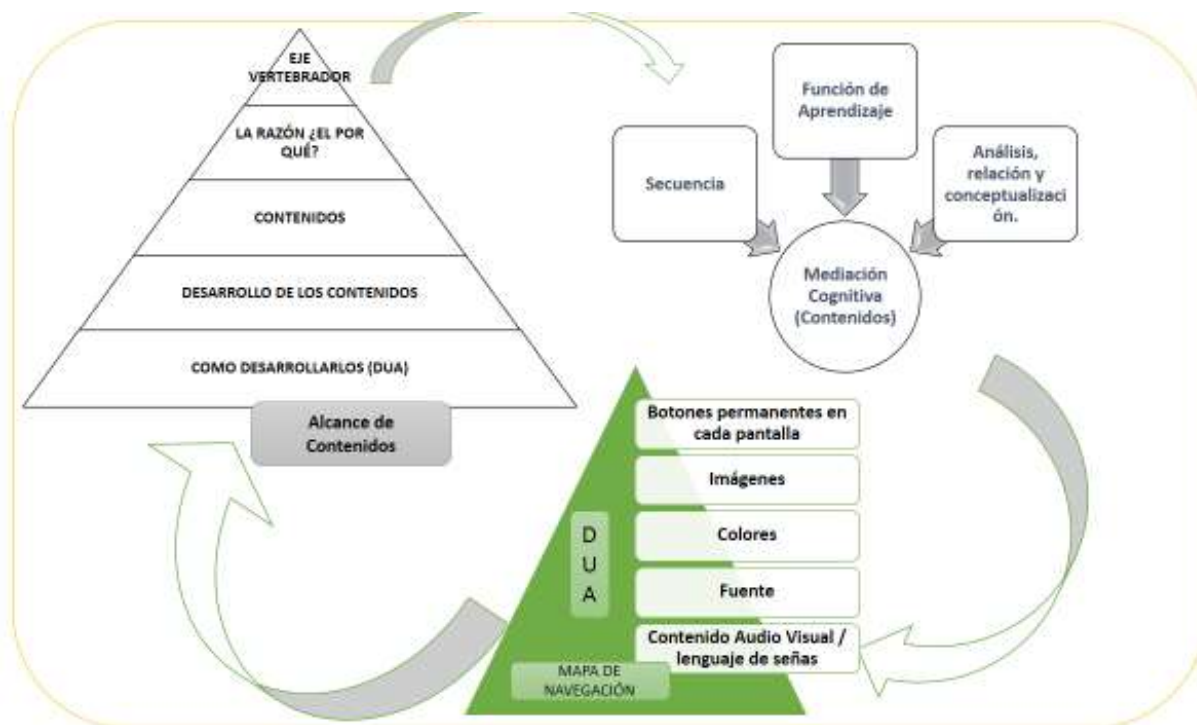 EJE
VERTEBRADOR
LA RAZÓN ¿EL POR
QUÉ?
CONTENIDOS
DESARROLLO DE LOS CONTENIDOS
COMO DESARROLLARLOS (DUA)
Alcance de
Contenidos
Función de
Aprendizaje
Secuencia
Análisis,
relación y
conceptualizaci
ón.
Mediación
Cognitiva
(Contenidos)
Botones permanentes en
cada pantalla
Imágenes
Colores
Fuente
Contenido Audio Visual /
lenguaje de señas
D
U
A
MAPA DE
NAVEGACIÓN